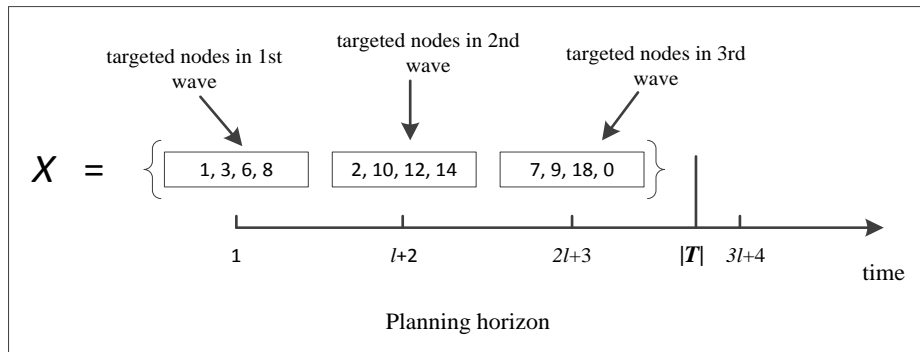 targeted nodes in 1st
wave
targeted nodes in 2nd
wave
targeted nodes in 3rd
wave
X = { 1, 3, 6, 8 2, 10, 12, 14 7, 9, 18, 0 }
1 l+2 2l+3 |T| 3l+4
time
Planning horizon